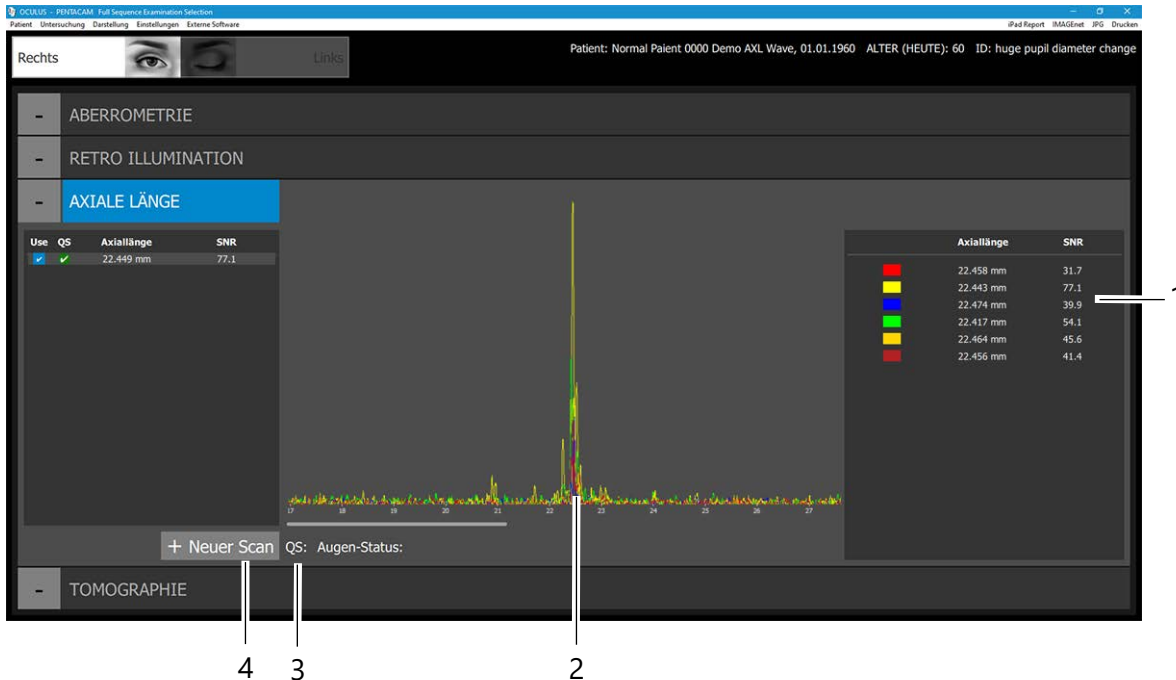 OCULUS - PENTACAM Full Sequence Examination Selection
Patient Untersuchung Darstellung Einstellungen Externe Software iPad Report IMAGEnet JPG Drucken
Rechts Links Patient: Normal Paient 0000 Demo AXL Wave, 01.01.1960 ALTER (HEUTE): 60 ID: huge pupil diameter change
- ABERROMETRIE
- RETRO ILLUMINATION
- AXIALE LÄNGE
Use QS Axiallänge SNR
22.449 mm 77.1
17 18 19 20 21 22 23 24 25 26 27
Axiallänge SNR
22.458 mm 31.7
22.443 mm 77.1
22.474 mm 39.9
22.417 mm 54.1
22.464 mm 45.6
22.456 mm 41.4
+ Neuer Scan QS: Augen-Status:
- TOMOGRAPHIE
4 3 2